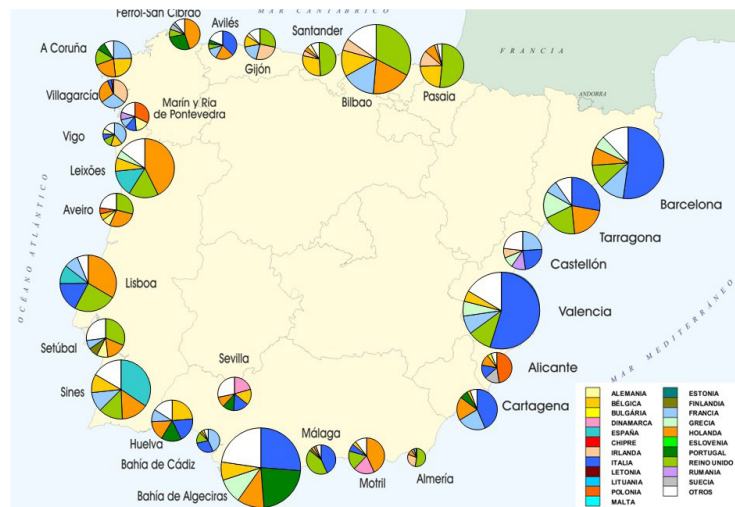 MAR CANTÁBRICO
Ferrol-San Cibrao
Avilés
Santander
A Coruña
Gijón
FRANCIA
Bilbao
Pasaia
ANDORRA
Villagarcía
Marín y Ría
de Pontevedra
Vigo
Leixões
Barcelona
Aveiro
Tarragona
Castellón
OCÉANO ATLÁNTICO
Lisboa
Valencia
MAR MEDITERRÁNEO
Setúbal
Alicante
Sevilla
Sines
Cartagena
Huelva
Bahía de Cádiz
Málaga
Bahía de Algeciras
Motril
Almería
ALEMANIA
BÉLGICA
BULGÁRIA
DINAMARCA
ESPAÑA
CHIPRE
IRLANDA
ITALIA
LETONIA
LITUANIA
POLONIA
MALTA
ESTONIA
FINLANDIA
FRANCIA
GRECIA
HOLANDA
ESLOVENIA
PORTUGAL
REINO UNIDO
RUMANIA
SUECIA
OTROS